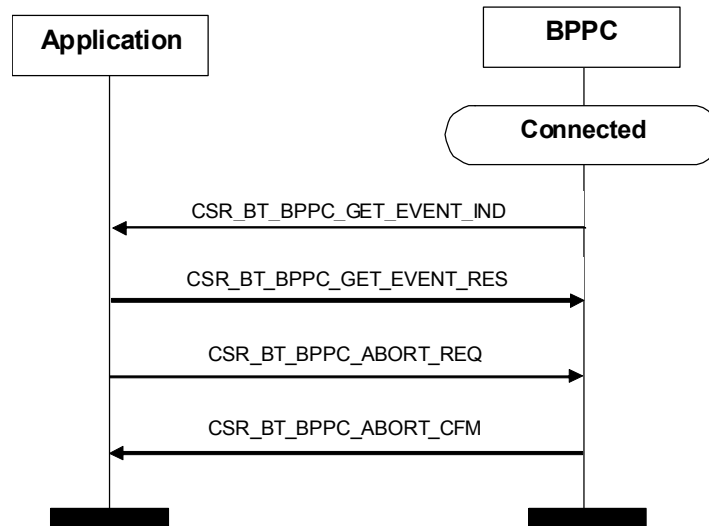 Application
BPPC
Connected
CSR_BT_BPPC_GET_EVENT_IND
CSR_BT_BPPC_GET_EVENT_RES
CSR_BT_BPPC_ABORT_REQ
CSR_BT_BPPC_ABORT_CFM